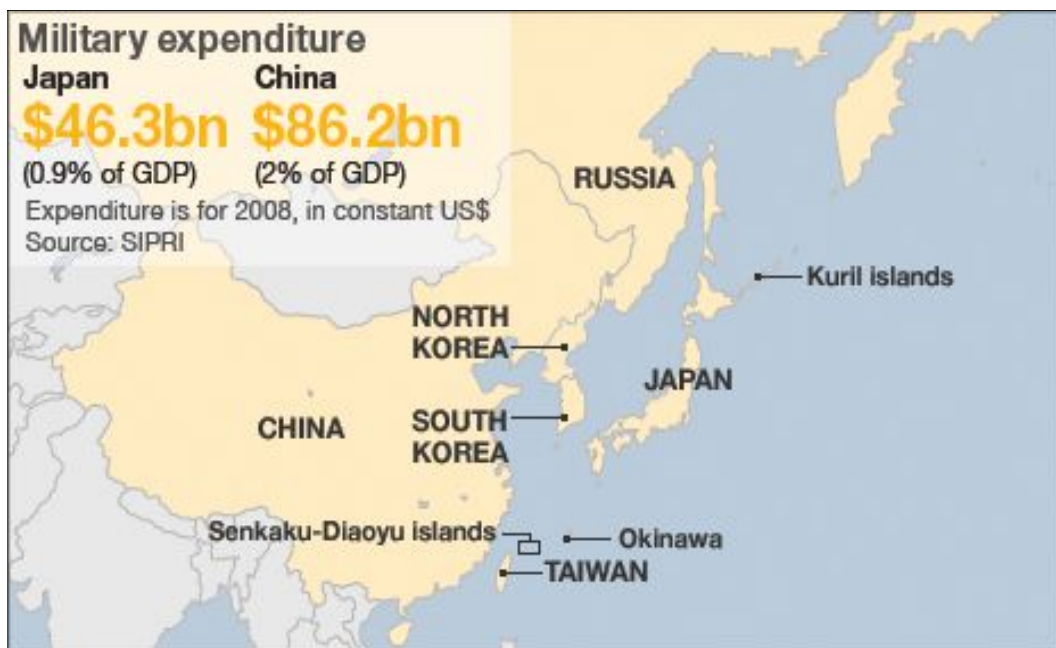 Military expenditure
Japan China
$46.3bn $86.2bn
(0.9% of GDP) (2% of GDP)
Expenditure is for 2008, in constant US$
Source: SIPRI
RUSSIA
Kuril islands
NORTH
KOREA
JAPAN
CHINA
SOUTH
KOREA
Senkaku-Diaoyu islands
Okinawa
TAIWAN